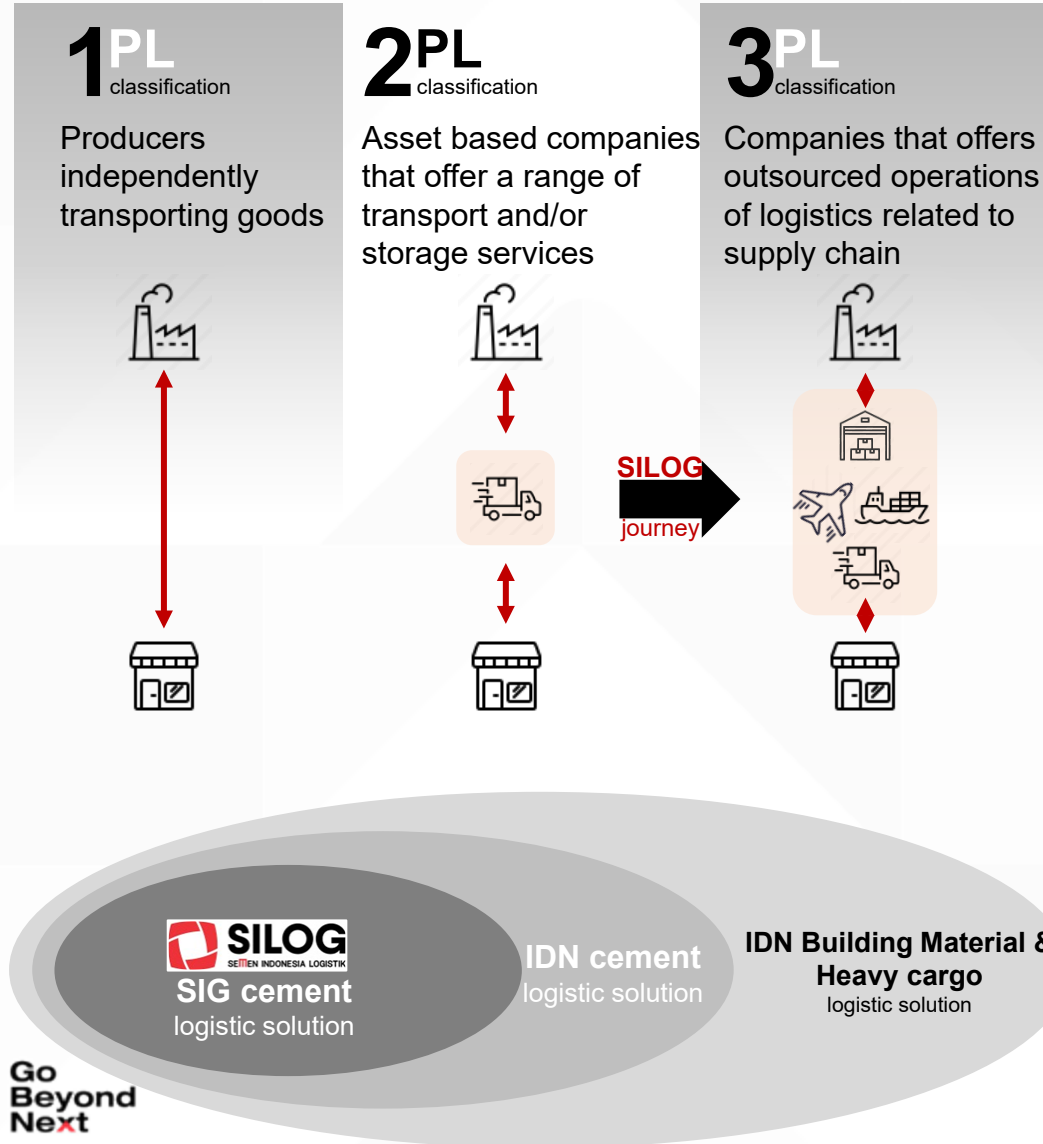 1PL
classification
Producers
independently
transporting goods
2PL
classification
Asset based companies
that offer a range of
transport and/or
storage services
3PL
classification
Companies that offers
outsourced operations
of logistics related to
supply chain
SILOG
journey
SILOG
SEMEN INDONESIA LOGISTIK
SIG cement
logistic solution
IDN cement
logistic solution
IDN Building Material &
Heavy cargo
logistic solution
Go
Beyond
Next